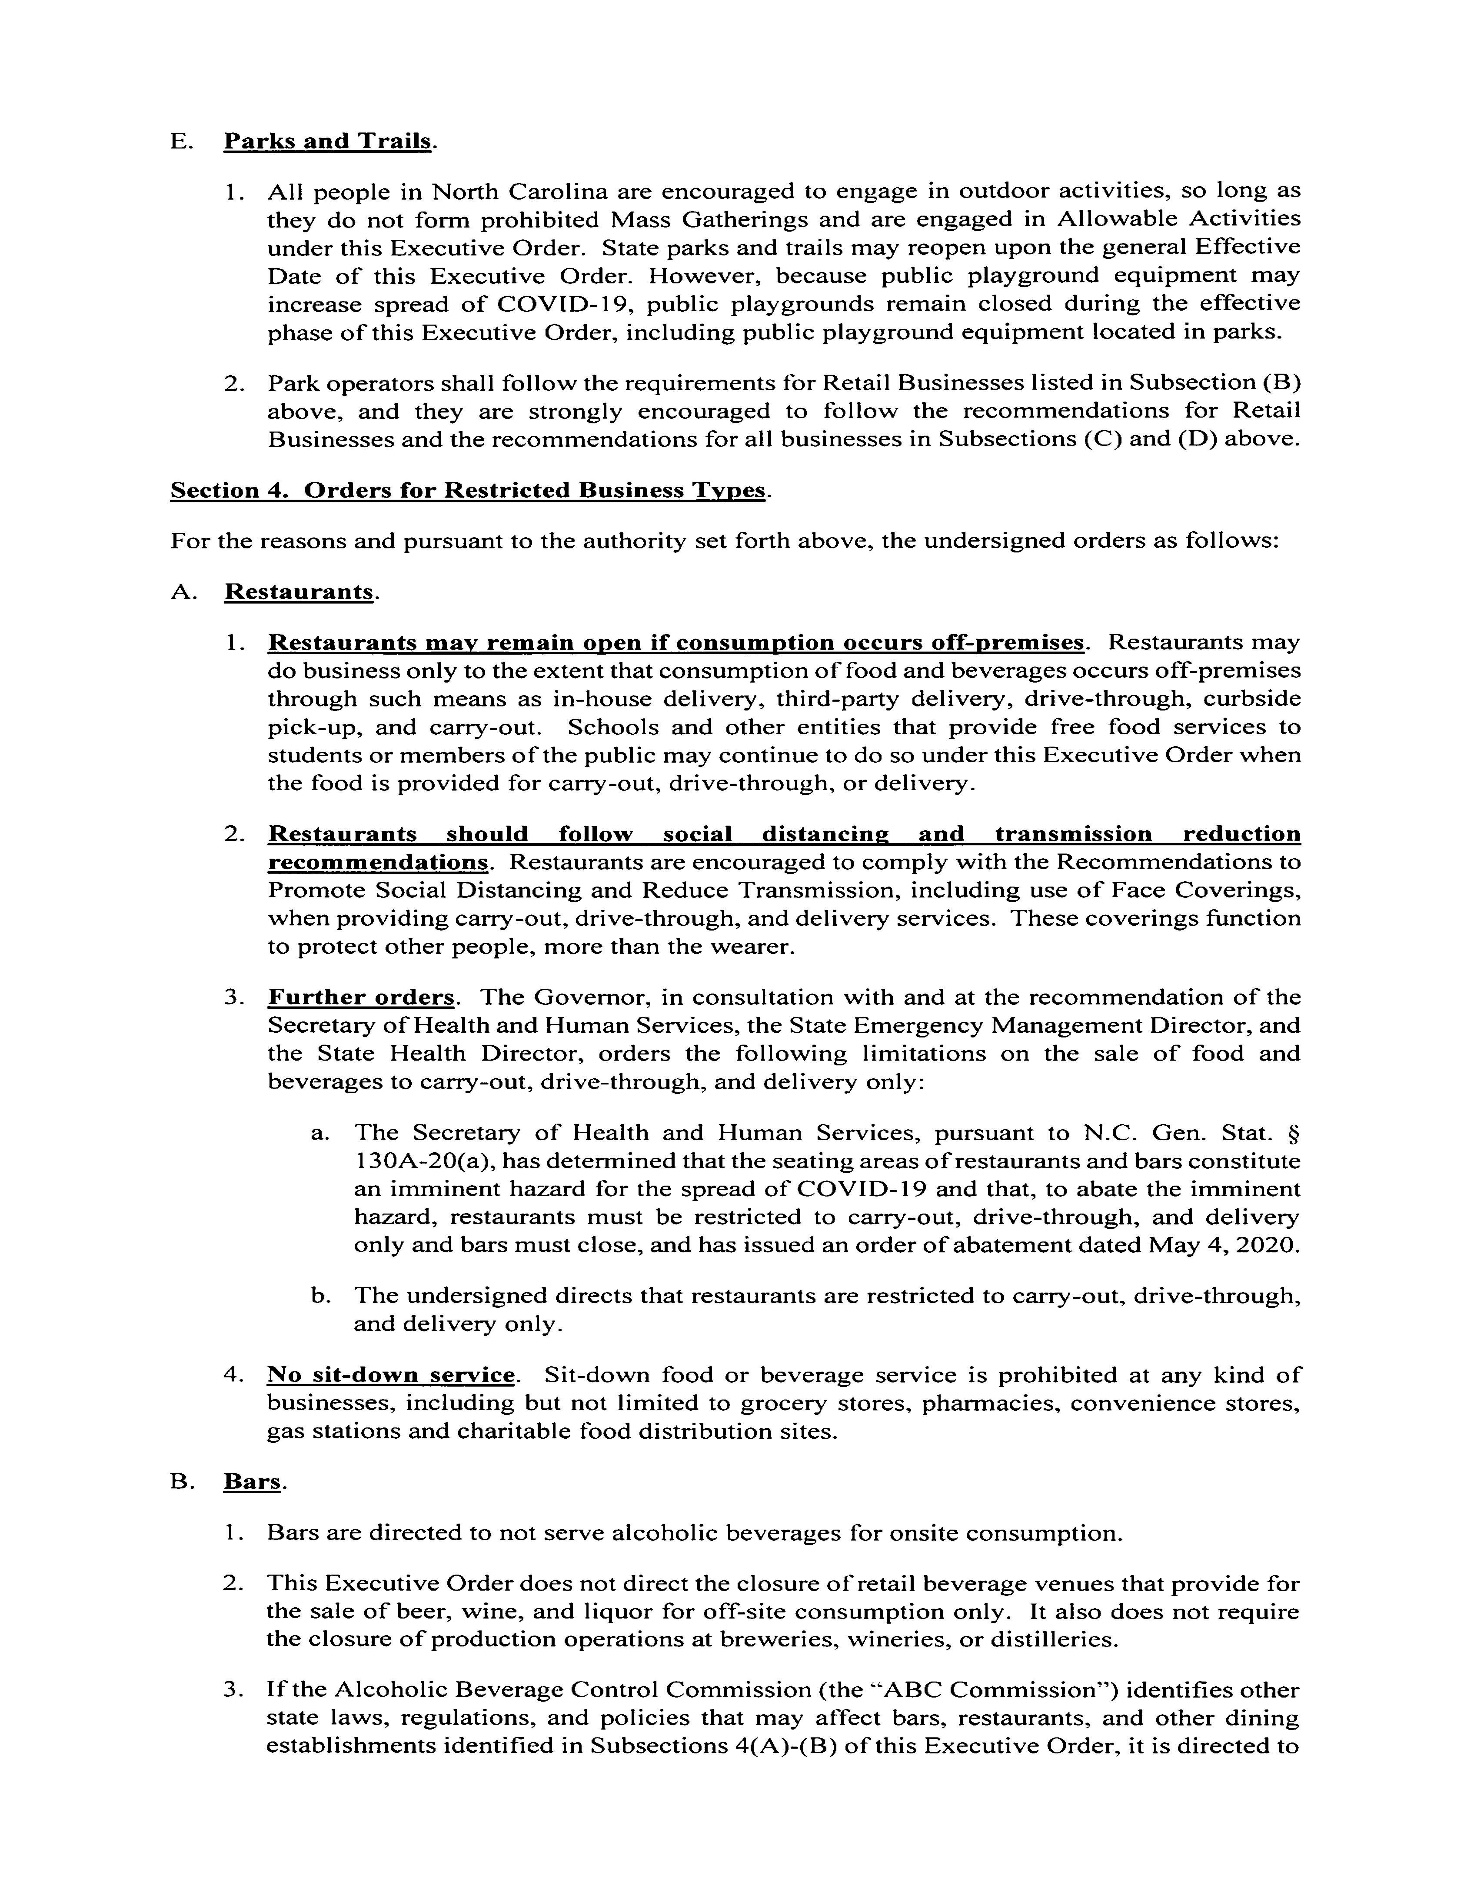 E. Parks and Trails.
1. All people in North Carolina are encouraged to engage in outdoor activities, so long as
they do not form prohibited Mass Gatherings and are engaged in Allowable Activities
under this Executive Order. State parks and trails may reopen upon the general Effective
Date of this Executive Order. However, because public playground equipment may
increase spread of COVID-19, public playgrounds remain closed during the effective
phase of this Executive Order, including public playground equipment located in parks.
2. Park operators shall follow the requirements for Retail Businesses listed in Subsection (B)
above, and they are strongly encouraged to follow the recommendations for Retail
Businesses and the recommendations for all businesses in Subsections (C) and (D) above.
Section 4. Orders for Restricted Business Types.
For the reasons and pursuant to the authority set forth above, the undersigned orders as follows:
A. Restaurants.
1. Restaurants may remain open if consumption occurs off-premises. Restaurants may
do business only to the extent that consumption of food and beverages occurs off-premises
through such means as in-house delivery, third-party delivery, drive-through, curbside
pick-up, and carry-out. Schools and other entities that provide free food services to
students or members of the public may continue to do so under this Executive Order when
the food is provided for carry-out, drive-through, or delivery.
2. Restaurants should follow social distancing and transmission reduction
recommendations. Restaurants are encouraged to comply with the Recommendations to
Promote Social Distancing and Reduce Transmission, including use of Face Coverings,
when providing carry-out, drive-through, and delivery services. These coverings function
to protect other people, more than the wearer.
3. Further orders. The Governor, in consultation with and at the recommendation of the
Secretary of Health and Human Services, the State Emergency Management Director, and
the State Health Director, orders the following limitations on the sale of food and
beverages to carry-out, drive-through, and delivery only:
a. The Secretary of Health and Human Services, pursuant to N.C. Gen. Stat. §
130A-20(a), has determined that the seating areas of restaurants and bars constitute
an imminent hazard for the spread of COVID-19 and that, to abate the imminent
hazard, restaurants must be restricted to carry-out, drive-through, and delivery
only and bars must close, and has issued an order of abatement dated May 4, 2020.
b. The undersigned directs that restaurants are restricted to carry-out, drive-through,
and delivery only.
4. No sit-down service. Sit-down food or beverage service is prohibited at any kind of
businesses, including but not limited to grocery stores, pharmacies, convenience stores,
gas stations and charitable food distribution sites.
B. Bars.
1. Bars are directed to not serve alcoholic beverages for onsite consumption.
2. This Executive Order does not direct the closure of retail beverage venues that provide for
the sale of beer, wine, and liquor for off-site consumption only. It also does not require
the closure of production operations at breweries, wineries, or distilleries.
3. If the Alcoholic Beverage Control Commission (the “ABC Commission”) identifies other
state laws, regulations, and policies that may affect bars, restaurants, and other dining
establishments identified in Subsections 4(A)-(B) of this Executive Order, it is directed to